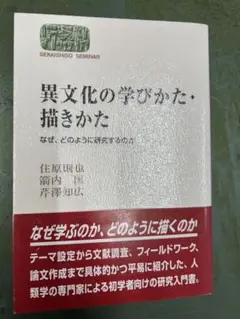 SEKAISHISO SEMINAR
異文化の学びかた・
描きかた
なぜ、どのように研究するのか
住原則也
箭内 匡
芹澤知広
なぜ学ぶのか、どのように描くのか
テーマ設定から文献調査、フィールドワーク、
論文作成まで具体的かつ平易に紹介した、人
類学の専門家による初学者向けの研究入門書。